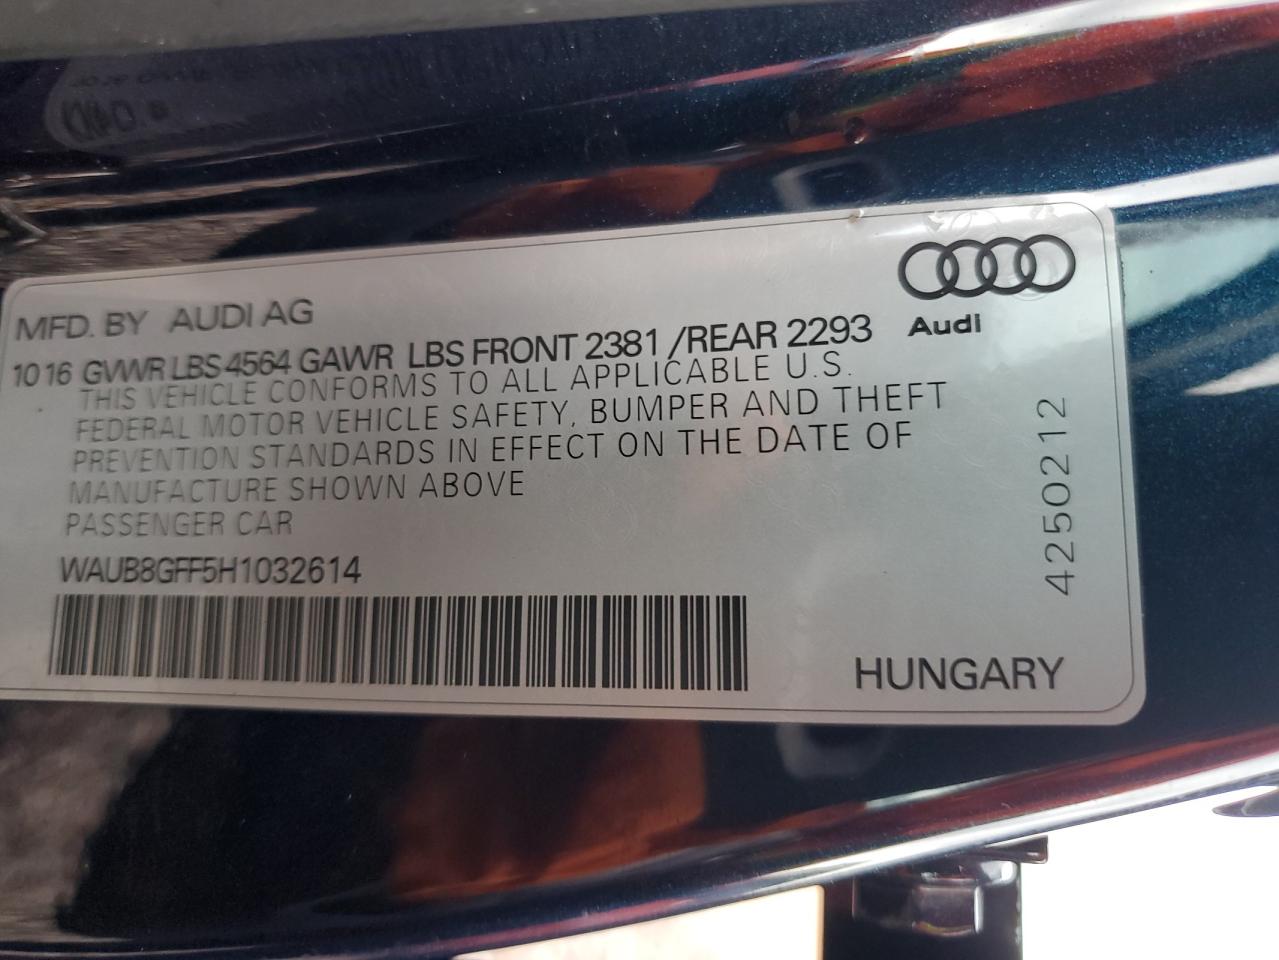 MFD. BY AUDI AG
Audi
10 16 GVWR LBS 4564 GAWR LBS FRONT 2381 /REAR 2293
THIS VEHICLE CONFORMS TO ALL APPLICABLE U.S.
FEDERAL MOTOR VEHICLE SAFETY, BUMPER AND THEFT
PREVENTION STANDARDS IN EFFECT ON THE DATE OF
MANUFACTURE SHOWN ABOVE
PASSENGER CAR
WAUB8GFF5H1032614
4250212
HUNGARY